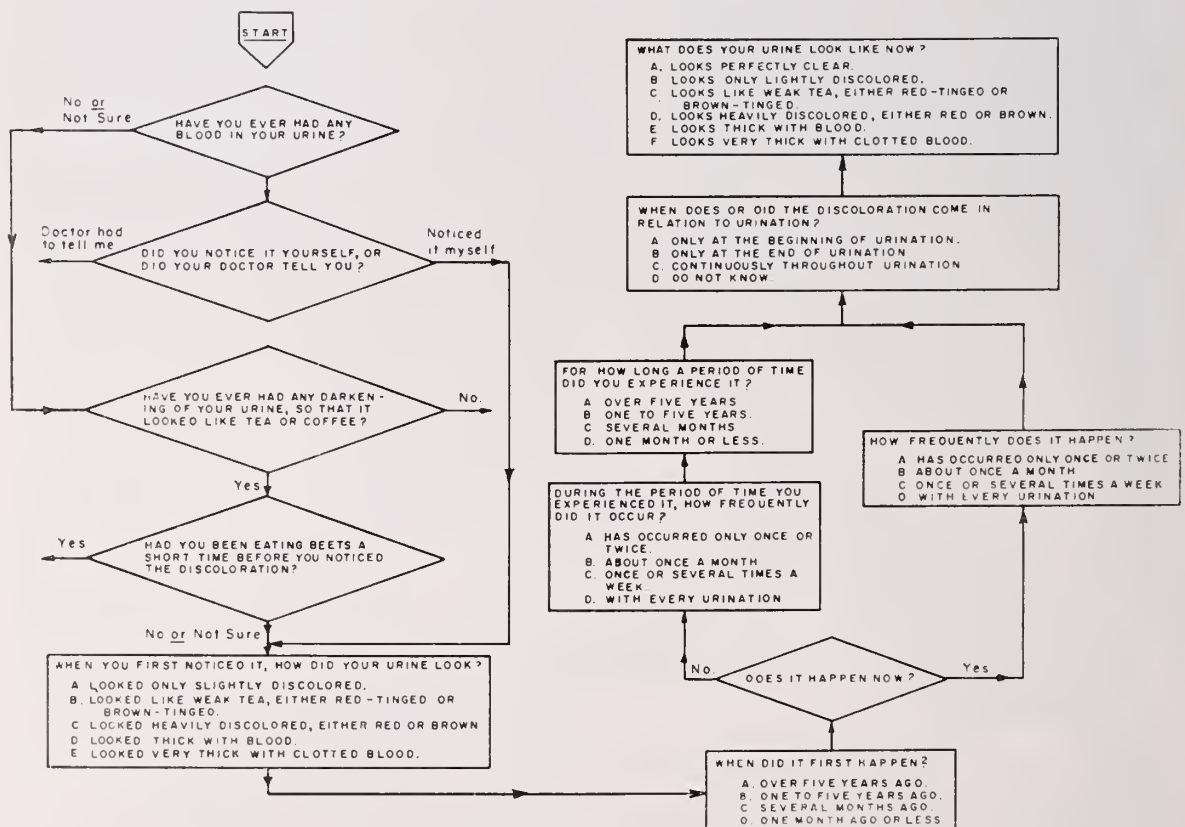 START
No or
Not Sure
HAVE YOU EVER HAD ANY
BLOOD IN YOUR URINE?
Doctor had
to tell me
DID YOU NOTICE IT YOURSELF, OR
DID YOUR DOCTOR TELL YOU?
Noticed
it myself
HAVE YOU EVER HAD ANY DARKEN-
ING OF YOUR URINE, SO THAT IT
LOOKED LIKE TEA OR COFFEE?
No.
Yes
HAD YOU BEEN EATING BEETS A
SHORT TIME BEFORE YOU NOTICED
THE DISCOLORATION?
Yes
No or Not Sure
WHEN YOU FIRST NOTICED IT, HOW DID YOUR URINE LOOK?
A LOOKED ONLY SLIGHTLY DISCOLORED.
B. LOOKED LIKE WEAK TEA, EITHER RED-TINGED OR
BROWN-TINGED.
C LOCKED HEAVILY DISCOLORED, EITHER RED OR BROWN
D LOOKED THICK WITH BLOOD.
E LOOKED VERY THICK WITH CLOTTED BLOOD.
WHEN DID IT FIRST HAPPEN?
A. OVER FIVE YEARS AGO.
B. ONE TO FIVE YEARS AGO.
C SEVERAL MONTHS AGO.
D. ONE MONTH AGO OR LESS
DOES IT HAPPEN NOW?
No.
Yes
DURING THE PERIOD OF TIME YOU
EXPERIENCED IT, HOW FREQUENTLY
DID IT OCCUR?
A HAS OCCURRED ONLY ONCE OR
TWICE.
B. ABOUT ONCE A MONTH
C. ONCE OR SEVERAL TIMES A
WEEK
D. WITH EVERY URINATION
FOR HOW LONG A PERIOD OF TIME
DID YOU EXPERIENCE IT?
A OVER FIVE YEARS
B ONE TO FIVE YEARS.
C SEVERAL MONTHS
D. ONE MONTH OR LESS.
HOW FREQUENTLY DOES IT HAPPEN?
A HAS OCCURRED ONLY ONCE OR TWICE
B ABOUT ONCE A MONTH
C ONCE OR SEVERAL TIMES A WEEK
D WITH EVERY URINATION
WHEN DOES OR DID THE DISCOLORATION COME IN
RELATION TO URINATION?
A ONLY AT THE BEGINNING OF URINATION.
B ONLY AT THE END OF URINATION
C. CONTINUOUSLY THROUGHOUT URINATION
D DO NOT KNOW
WHAT DOES YOUR URINE LOOK LIKE NOW?
A. LOOKS PERFECTLY CLEAR.
B LOOKS ONLY LIGHTLY DISCOLORED.
C LOOKS LIKE WEAK TEA, EITHER RED-TINGED OR
BROWN-TINGED.
D. LOOKS HEAVILY DISCOLORED, EITHER RED OR BROWN.
E LOOKS THICK WITH BLOOD.
F LOOKS VERY THICK WITH CLOTTED BLOOD.